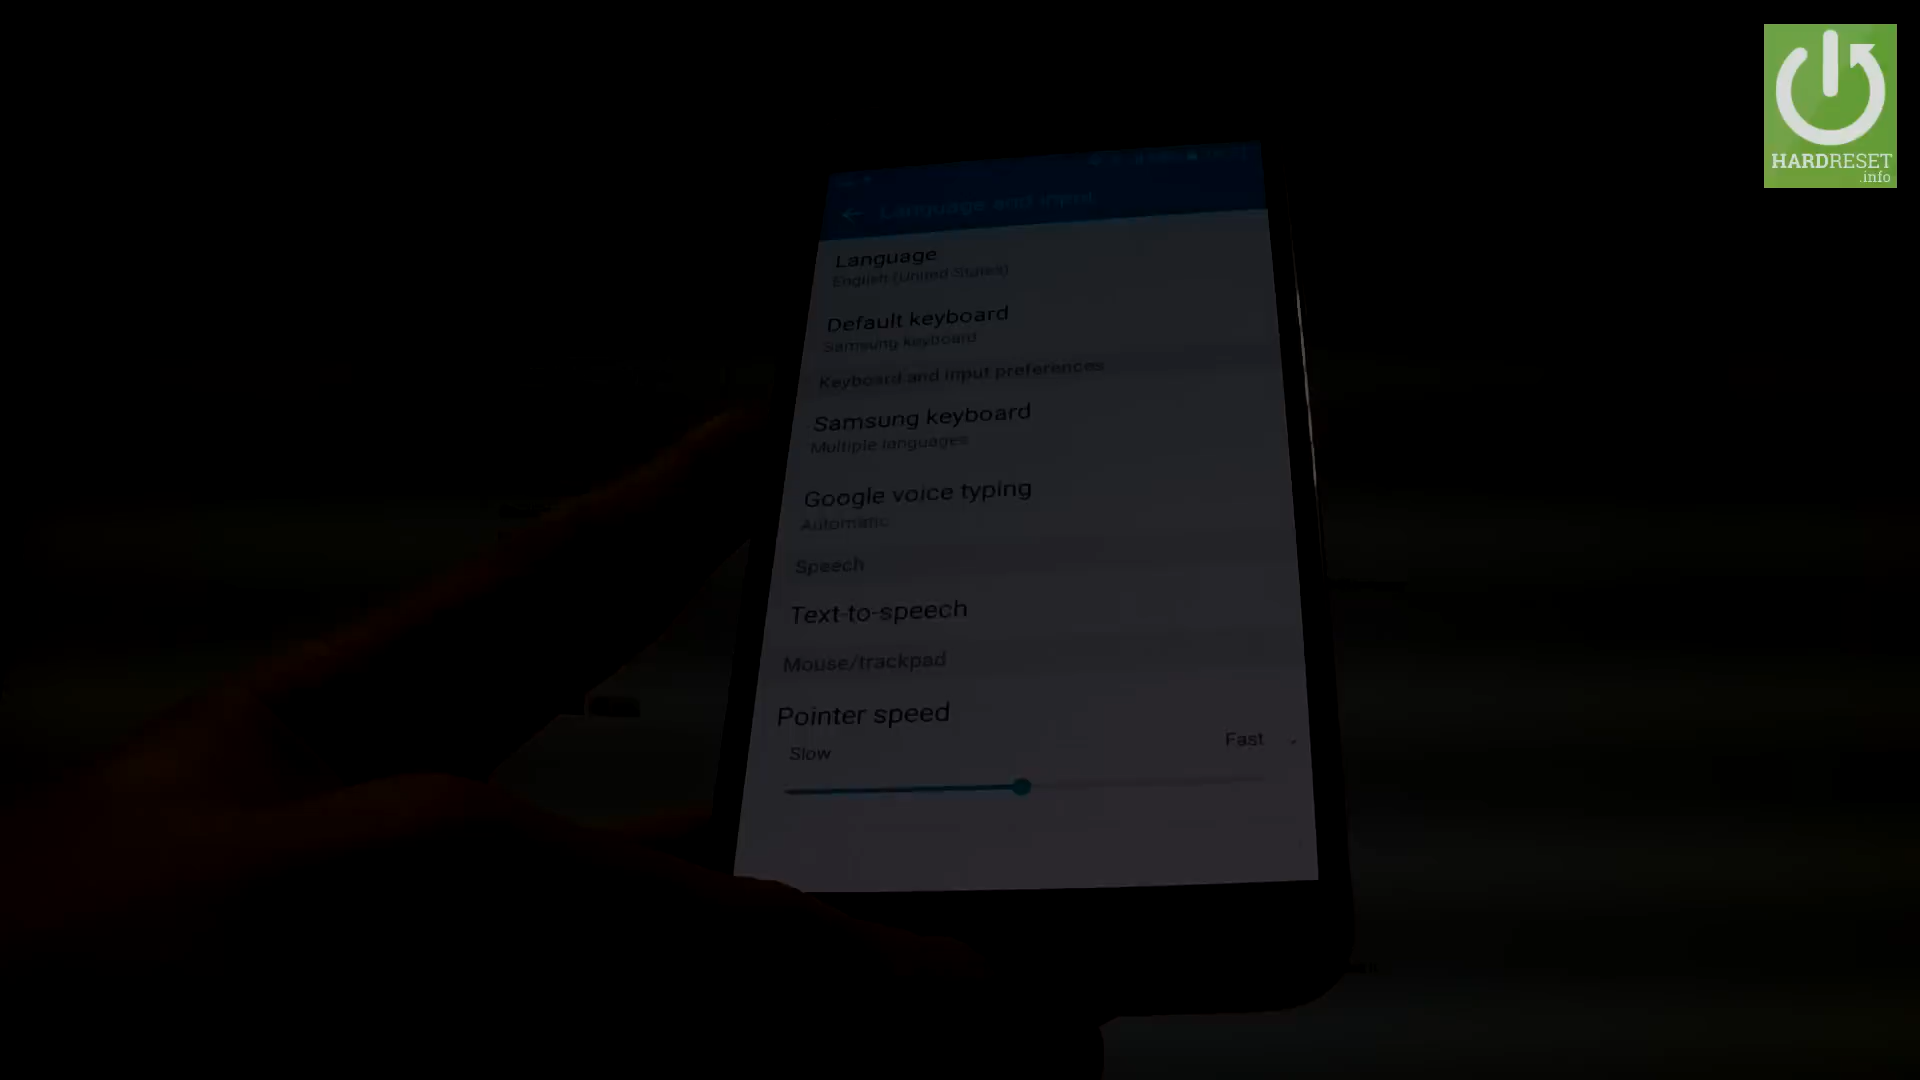 HARDRESET
.info
Language and input
Language
English (United States)
Default keyboard
Samsung keyboard
Keyboard and input preferences
Samsung keyboard
Multiple languages
Google voice typing
Automatic
Speech
Text-to-speech
Mouse/trackpad
Pointer speed
Slow
Fast